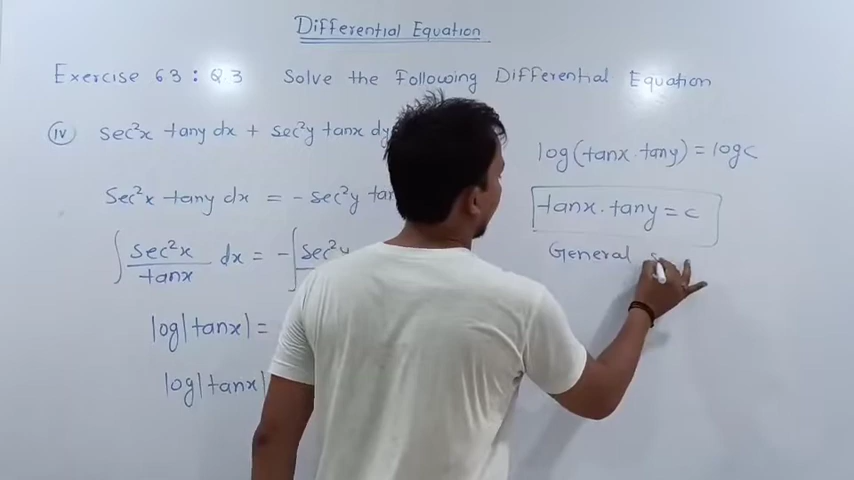 Differential Equation
Exercise 6.3 : Q.3 Solve the Following Differential Equation
iv sec²x tany dx + sec²y tanx dy
sec²x tany dx = - sec²y tan
∫ sec²x / tanx dx = - ∫ sec²y
log|tanx| =
log|tanx|
log(tanx · tany) = logc
tanx · tany = c
General